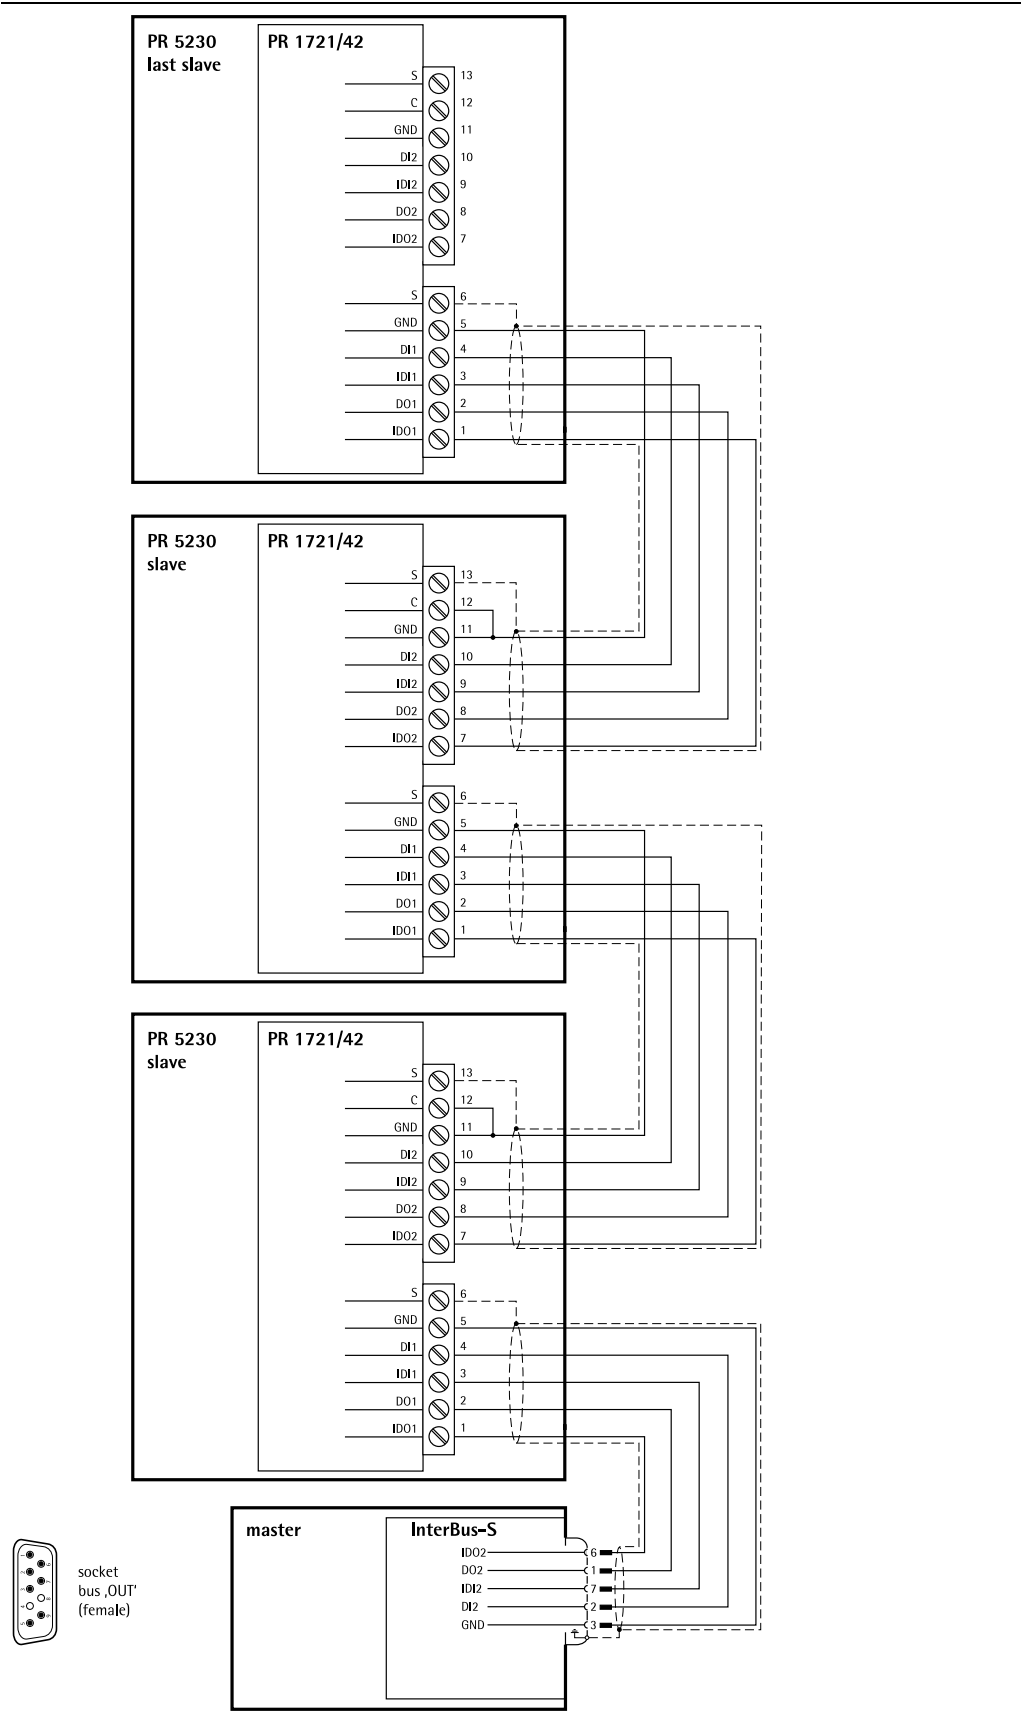 PR 5230
last slave
PR 1721/42
S 13
C 12
GND 11
DI2 10
IDI2 9
DO2 8
IDO2 7
S 6
GND 5
DI1 4
IDI1 3
DO1 2
IDO1 1
PR 5230
slave
PR 1721/42
S 13
C 12
GND 11
DI2 10
IDI2 9
DO2 8
IDO2 7
S 6
GND 5
DI1 4
IDI1 3
DO1 2
IDO1 1
PR 5230
slave
PR 1721/42
S 13
C 12
GND 11
DI2 10
IDI2 9
DO2 8
IDO2 7
S 6
GND 5
DI1 4
IDI1 3
DO1 2
IDO1 1
master
InterBus-S
IDO2 6
DO2 1
IDI2 7
DI2 2
GND 3
socket
bus ‚OUT‘
(female)